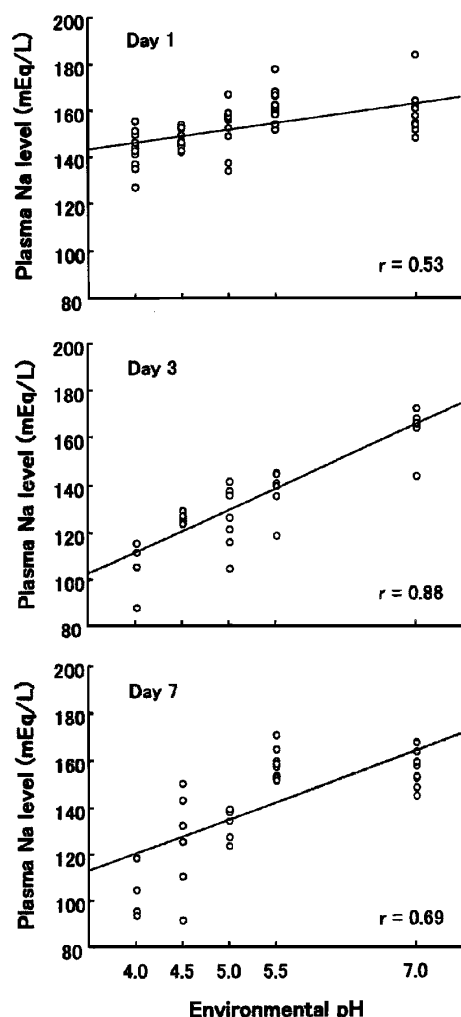 Day 1
Plasma Na level (mEq/L)
200
180
160
140
120
100
80
r = 0.53
Day 3
Plasma Na level (mEq/L)
200
180
160
140
120
100
80
r = 0.88
Day 7
Plasma Na level (mEq/L)
200
180
160
140
120
100
80
r = 0.69
4.0 4.5 5.0 5.5 7.0
Environmental pH